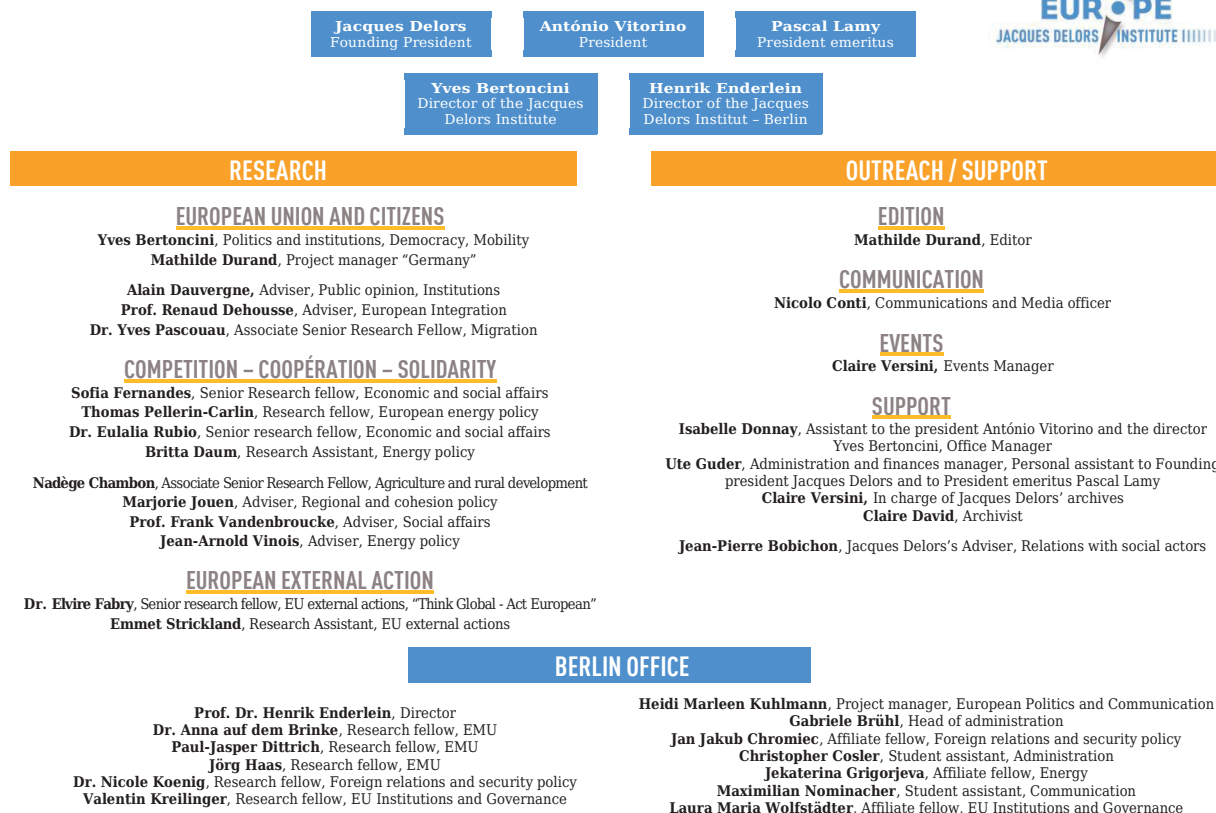 EUROPE
JACQUES DELORS INSTITUTE
Jacques Delors
Founding President
António Vitorino
President
Pascal Lamy
President emeritus
Yves Bertoncini
Director of the Jacques
Delors Institute
Henrik Enderlein
Director of the Jacques
Delors Institut – Berlin
RESEARCH
EUROPEAN UNION AND CITIZENS
Yves Bertoncini, Politics and institutions, Democracy, Mobility
Mathilde Durand, Project manager “Germany”
Alain Dauvergne, Adviser, Public opinion, Institutions
Prof. Renaud Dehousse, Adviser, European Integration
Dr. Yves Pascouau, Associate Senior Research Fellow, Migration
COMPETITION – COOPÉRATION – SOLIDARITY
Sofia Fernandes, Senior Research fellow, Economic and social affairs
Thomas Pellerin-Carlin, Research fellow, European energy policy
Dr. Eulalia Rubio, Senior research fellow, Economic and social affairs
Britta Daum, Research Assistant, Energy policy
Nadège Chambon, Associate Senior Research Fellow, Agriculture and rural development
Marjorie Jouen, Adviser, Regional and cohesion policy
Prof. Frank Vandenbroucke, Adviser, Social affairs
Jean-Arnold Vinois, Adviser, Energy policy
EUROPEAN EXTERNAL ACTION
Dr. Elvire Fabry, Senior research fellow, EU external actions, “Think Global - Act European”
Emmet Strickland, Research Assistant, EU external actions
OUTREACH / SUPPORT
EDITION
Mathilde Durand, Editor
COMMUNICATION
Nicolo Conti, Communications and Media officer
EVENTS
Claire Versini, Events Manager
SUPPORT
Isabelle Donnay, Assistant to the president António Vitorino and the director
Yves Bertoncini, Office Manager
Ute Guder, Administration and finances manager, Personal assistant to Founding
president Jacques Delors and to President emeritus Pascal Lamy
Claire Versini, In charge of Jacques Delors’ archives
Claire David, Archivist
Jean-Pierre Bobichon, Jacques Delors’s Adviser, Relations with social actors
BERLIN OFFICE
Prof. Dr. Henrik Enderlein, Director
Dr. Anna auf dem Brinke, Research fellow, EMU
Paul-Jasper Dittrich, Research fellow, EMU
Jörg Haas, Research fellow, EMU
Dr. Nicole Koenig, Research fellow, Foreign relations and security policy
Valentin Kreilinger, Research fellow, EU Institutions and Governance
Heidi Marleen Kuhlmann, Project manager, European Politics and Communication
Gabriele Brühl, Head of administration
Jan Jakub Chromiec, Affiliate fellow, Foreign relations and security policy
Christopher Cosler, Student assistant, Administration
Jekaterina Grigorjeva, Affiliate fellow, Energy
Maximilian Nominacher, Student assistant, Communication
Laura Maria Wolfstädter, Affiliate fellow, EU Institutions and Governance